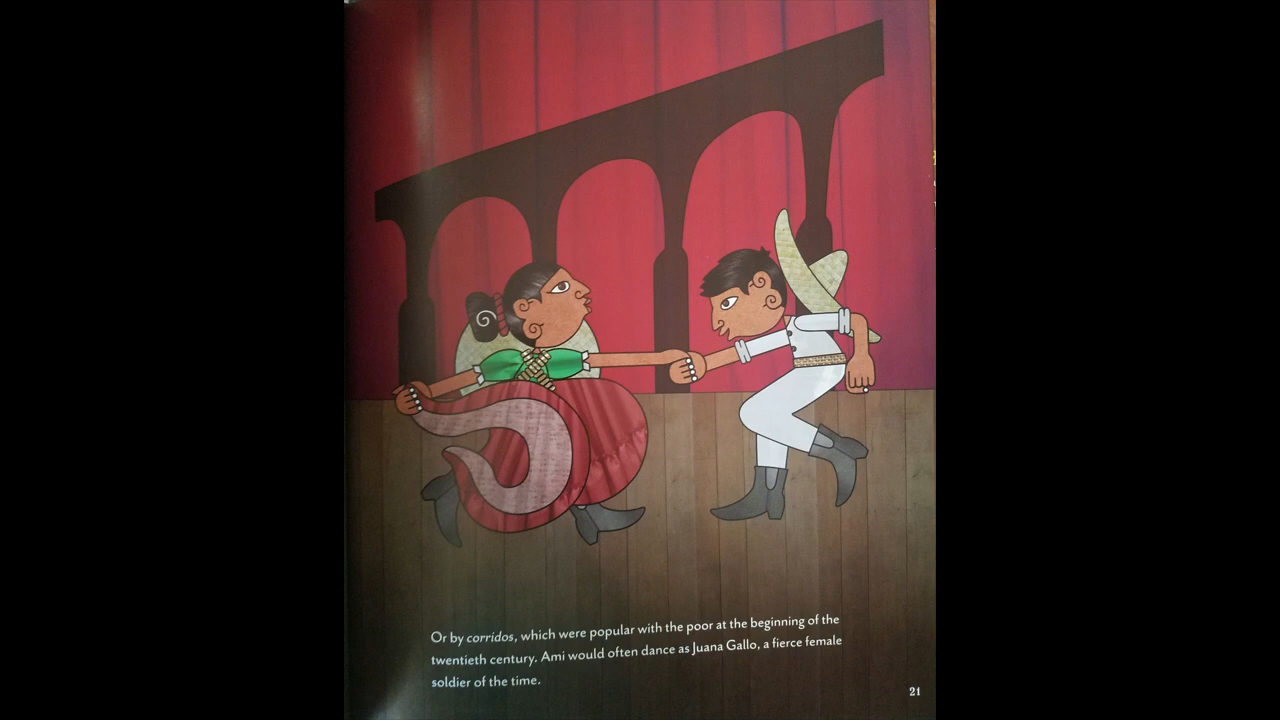 Or by corridos, which were popular with the poor at the beginning of the
twentieth century. Ami would often dance as Juana Gallo, a fierce female
soldier of the time.
21